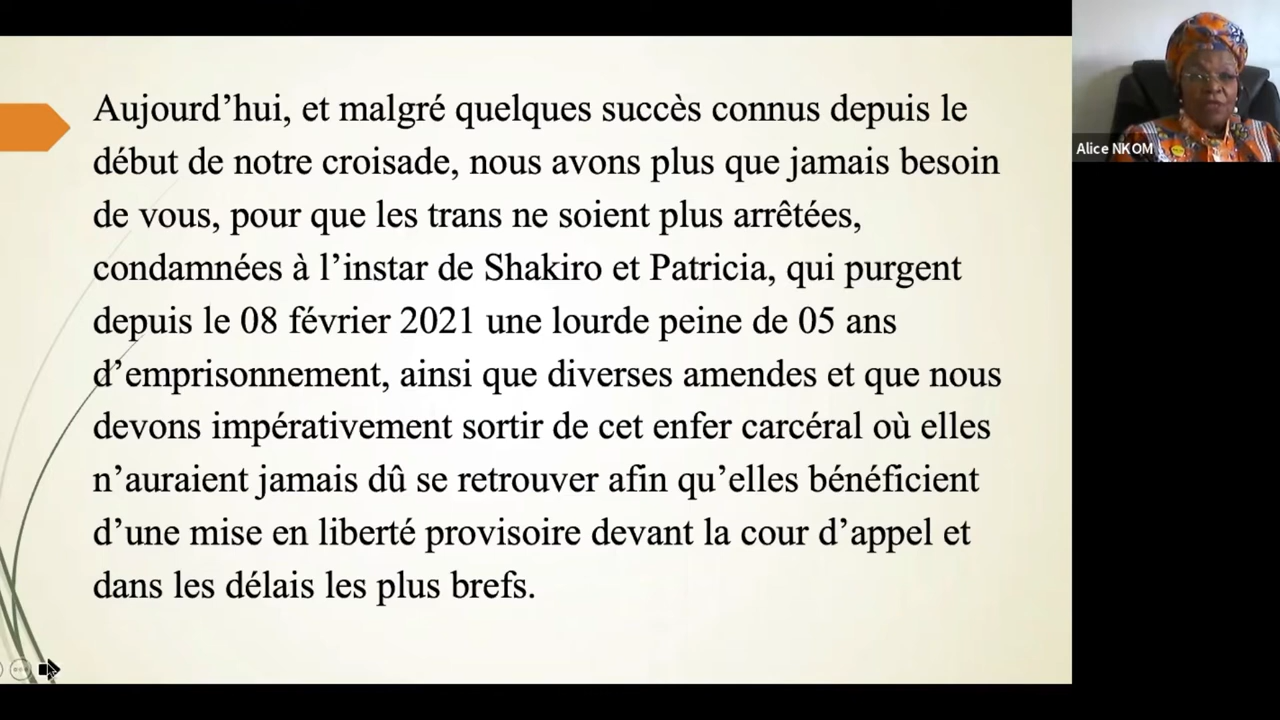 Aujourd’hui, et malgré quelques succès connus depuis le
début de notre croisade, nous avons plus que jamais besoin
de vous, pour que les trans ne soient plus arrêtées,
condamnées à l’instar de Shakiro et Patricia, qui purgent
depuis le 08 février 2021 une lourde peine de 05 ans
d’emprisonnement, ainsi que diverses amendes et que nous
devons impérativement sortir de cet enfer carcéral où elles
n’auraient jamais dû se retrouver afin qu’elles bénéficient
d’une mise en liberté provisoire devant la cour d’appel et
dans les délais les plus brefs.
Alice NKOM